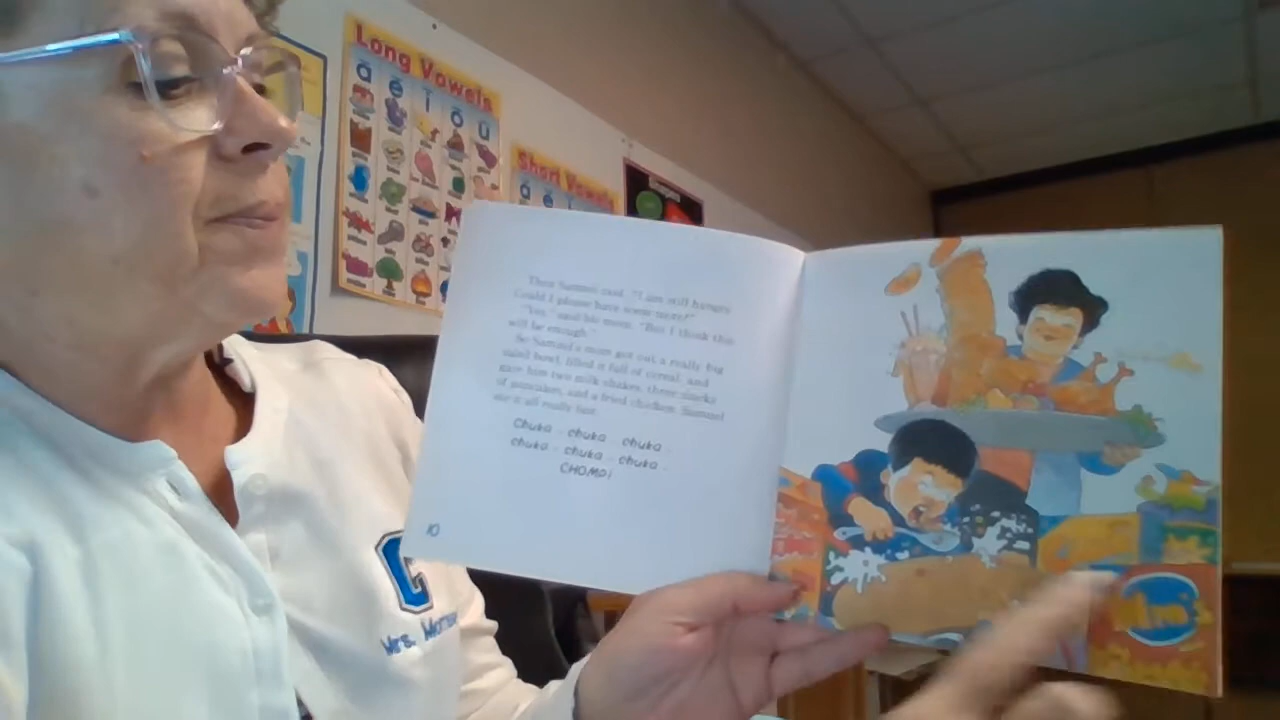 Long Vowels
ā ē ī ō ū
Short Vowels
Then Samuel said, "I am still hungry.
Could I please have some more?"
"Yes," said his mom. "But I think this
will be enough."
So Samuel's mom got out a really big
salad bowl, filled it full of cereal, and
gave him two milk shakes, three stacks
of pancakes, and a fried chicken. Samuel
ate it all really fast.
Chuka - chuka - chuka -
chuka - chuka - chuka -
CHOMP!
10
C
Mrs.